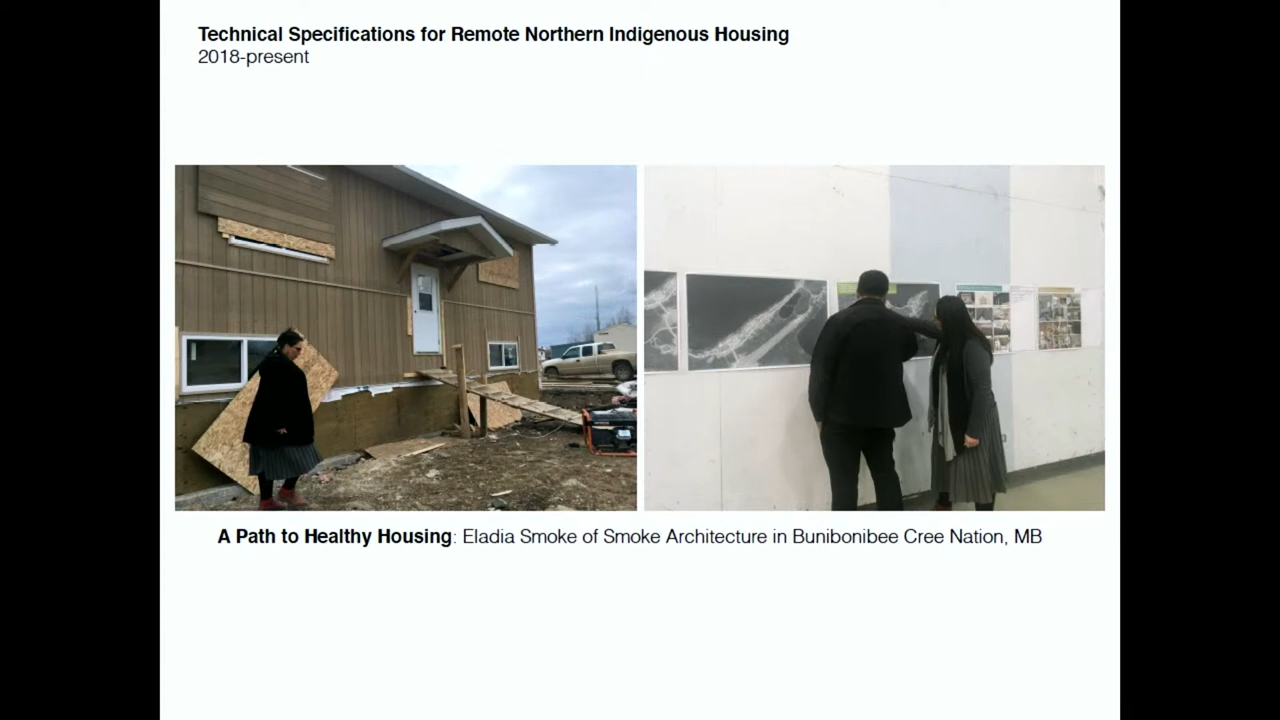 Technical Specifications for Remote Northern Indigenous Housing
2018-present
A Path to Healthy Housing: Eladia Smoke of Smoke Architecture in Bunibonibee Cree Nation, MB